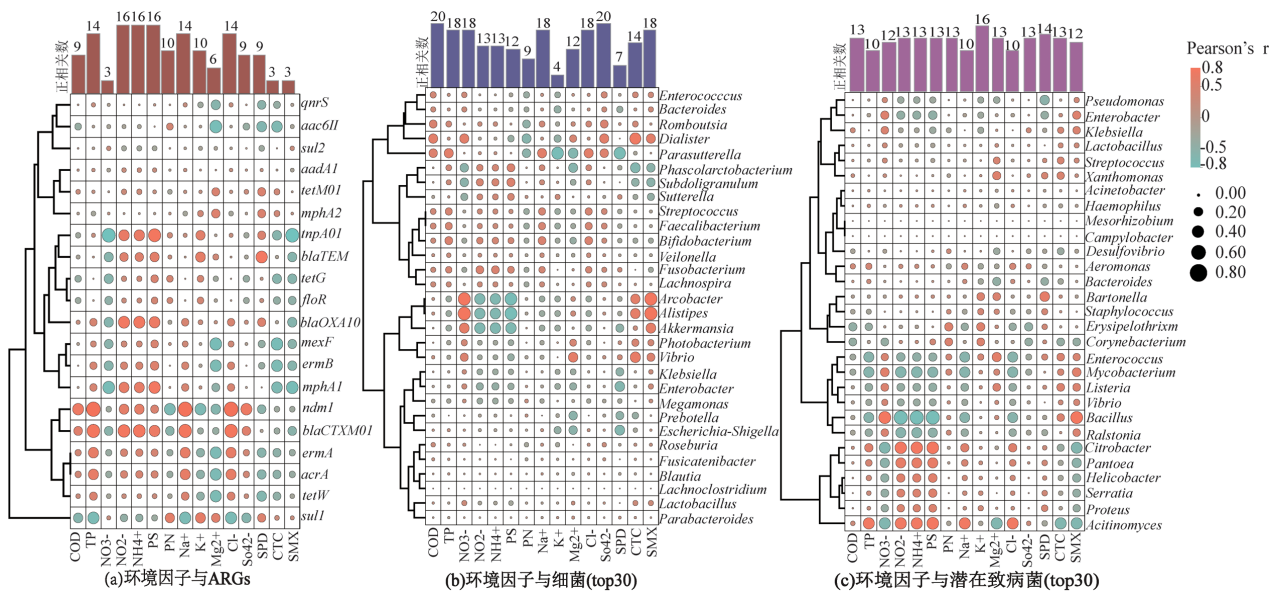 正相关数
9 14 3 16 16 16 10 14 10 6 14 9 9 3 3
qnrS
aac6II
sul2
aadA1
tetM01
mphA2
tnpA01
blaTEM
tetG
floR
blaOXA10
mexF
ermB
mphA1
ndm1
blaCTXM01
ermA
acrA
tetW
sul1
COD TP NO3- NO2- NH4+ PS PN Na+ K+ Mg2+ Cl- So42- SPD CTC SMX
(a)环境因子与ARGs
正相关数
20 18 18 13 13 12 9 18 4 12 18 20 7 18 18
Enterococcus
Bacteroides
Romboutsia
Dialister
Parasutterella
Phascolarctobacterium
Subdoligranulum
Sutterella
Streptococcus
Faecalibacterium
Bifidobacterium
Veilonella
Fusobacterium
Lachnospira
Arcobacter
Alistipes
Akkermansia
Photobacterium
Vibrio
Klebsiella
Enterobacter
Megamonas
Prebotella
Escherichia-Shigella
Roseburia
Fusicatenibacter
Blautia
Lachnoclostridium
Lactobacillus
Parabacteroides
COD TP NO3- NO2- NH4+ PS PN Na+ K+ Mg2+ Cl- So42- SPD CTC SMX
(b)环境因子与细菌(top30)
正相关数
13 10 12 13 13 13 13 10 16 13 10 13 14 13 12
Pseudomonas
Enterobacter
Klebsiella
Lactobacillus
Streptococcus
Xanthomonas
Acinetobacter
Haemophilus
Mesorhizobium
Campylobacter
Desulfovibrio
Aeromonas
Bacteroides
Bartonella
Staphylococcus
Erysipelothrixm
Corynebacterium
Enterococcus
Mycobacterium
Listeria
Vibrio
Bacillus
Ralstonia
Citrobacter
Pantoea
Helicobacter
Serratia
Proteus
Acitinomyces
COD TP NO3- NO2- NH4+ PS PN Na+ K+ Mg2+ Cl- So42- SPD CTC SMX
(c)环境因子与潜在致病菌(top30)
Pearson's r
0.8
0.5
-0.5
-0.8
0.00
0.20
0.40
0.60
0.80